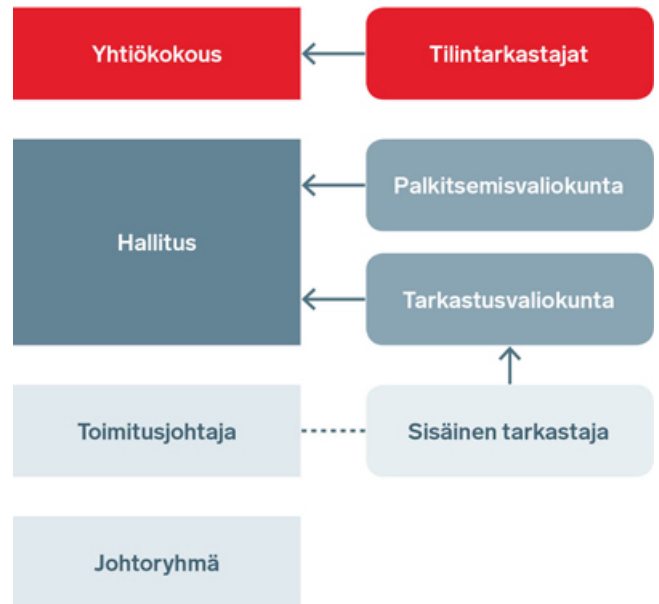 Yhtiökokous
Tilintarkastajat
Hallitus
Palkitsemisvaliokunta
Tarkastusvaliokunta
Toimitusjohtaja
Sisäinen tarkastaja
Johtoryhmä